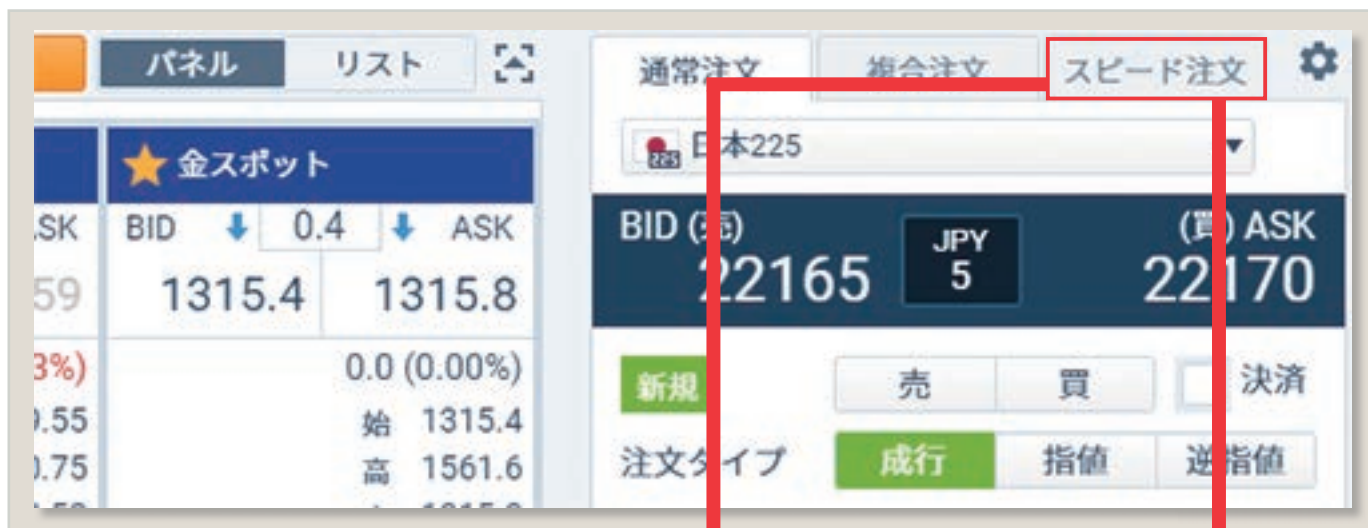 パネル リスト
金スポット
SK BID 0.4 ASK
59 1315.4 1315.8
3%) 0.0 (0.00%)
.55 始 1315.4
.75 高 1561.6
通常注文 複合注文 スピード注文
225 日本225
BID (売) JPY (買) ASK
22165 5 22170
新規 売 買 決済
注文タイプ 成行 指値 逆指値